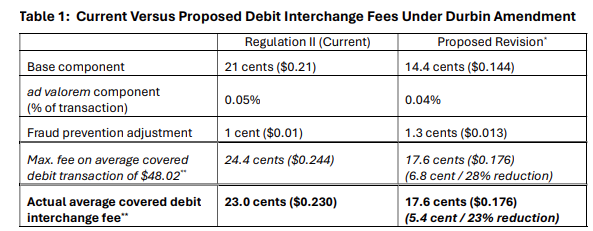 Table 1: Current Versus Proposed Debit Interchange Fees Under Durbin Amendment
Regulation II (Current) Proposed Revision*
Base component 21 cents ($0.21) 14.4 cents ($0.144)
ad valorem component
(% of transaction) 0.05% 0.04%
Fraud prevention adjustment 1 cent ($0.01) 1.3 cents ($0.013)
Max. fee on average covered 24.4 cents ($0.244) 17.6 cents ($0.176)
debit transaction of $48.02** (6.8 cent / 28% reduction)
Actual average covered debit 23.0 cents ($0.230) 17.6 cents ($0.176)
interchange fee** (5.4 cent / 23% reduction)